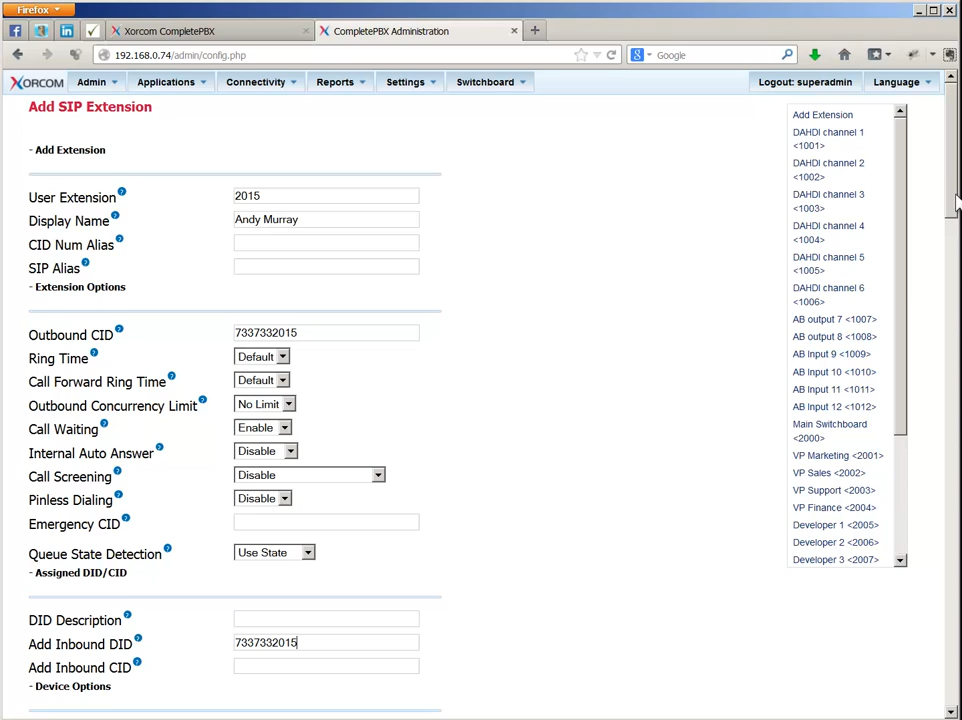 Firefox
Xorcom CompletePBX
CompletePBX Administration
192.168.0.74/admin/config.php
Google
XORCOM
Admin
Applications
Connectivity
Reports
Settings
Switchboard
Logout: superadmin
Language
Add SIP Extension
- Add Extension
User Extension
2015
Display Name
Andy Murray
CID Num Alias
SIP Alias
- Extension Options
Outbound CID
7337332015
Ring Time
Default
Call Forward Ring Time
Default
Outbound Concurrency Limit
No Limit
Call Waiting
Enable
Internal Auto Answer
Disable
Call Screening
Disable
Pinless Dialing
Disable
Emergency CID
Queue State Detection
Use State
- Assigned DID/CID
DID Description
Add Inbound DID
7337332015
Add Inbound CID
- Device Options
Add Extension
DAHDI channel 1
<1001>
DAHDI channel 2
<1002>
DAHDI channel 3
<1003>
DAHDI channel 4
<1004>
DAHDI channel 5
<1005>
DAHDI channel 6
<1006>
AB output 7 <1007>
AB output 8 <1008>
AB Input 9 <1009>
AB Input 10 <1010>
AB Input 11 <1011>
AB Input 12 <1012>
Main Switchboard
<2000>
VP Marketing <2001>
VP Sales <2002>
VP Support <2003>
VP Finance <2004>
Developer 1 <2005>
Developer 2 <2006>
Developer 3 <2007>